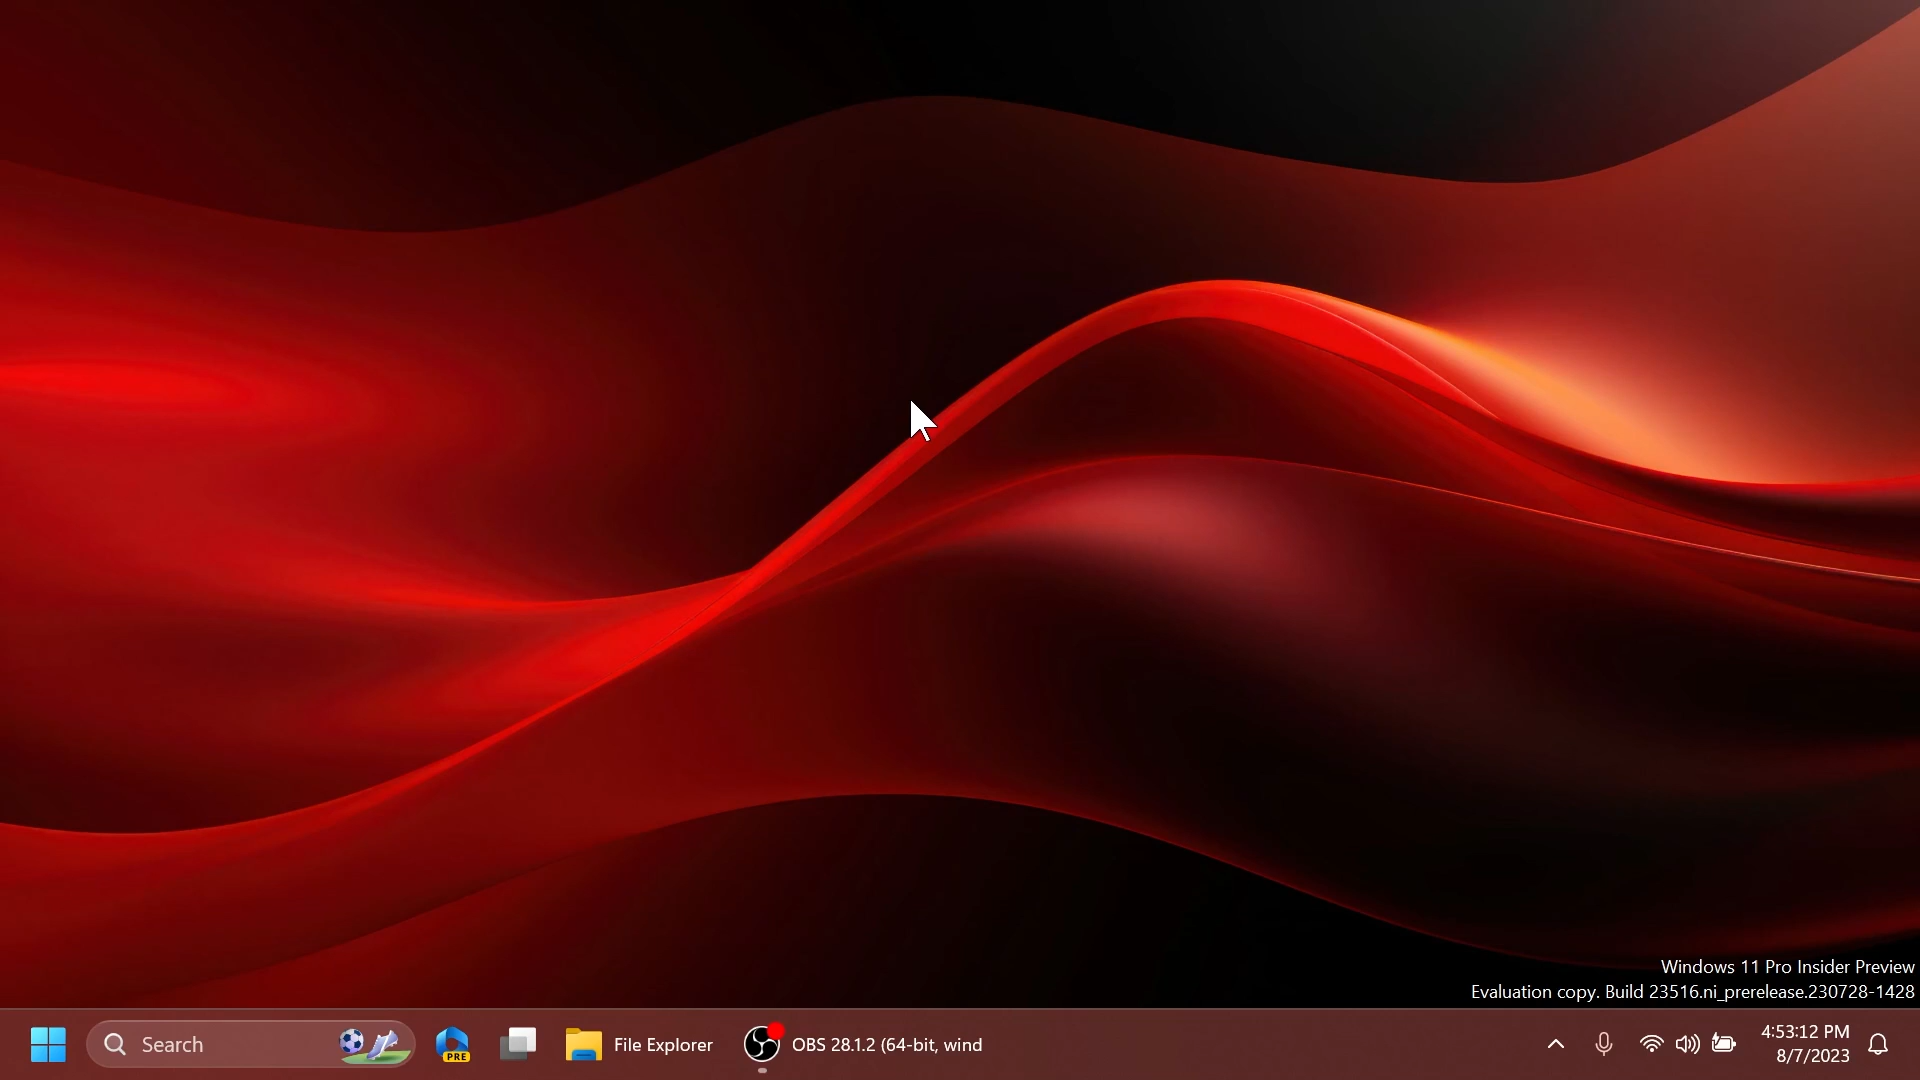 Windows 11 Pro Insider Preview
Evaluation copy. Build 23516.ni_prerelease.230728-1428
Search
PRE
File Explorer
OBS 28.1.2 (64-bit, wind
4:53:12 PM
8/7/2023